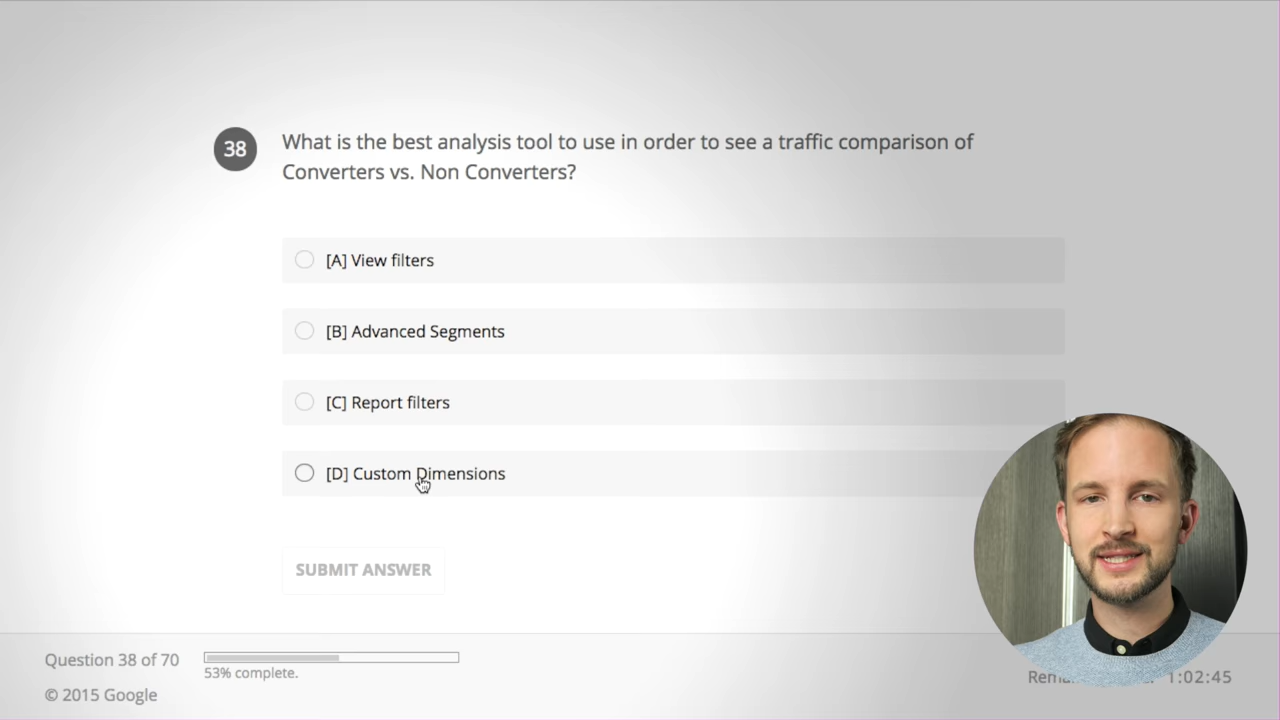 38
What is the best analysis tool to use in order to see a traffic comparison of
Converters vs. Non Converters?
[A] View filters
[B] Advanced Segments
[C] Report filters
[D] Custom Dimensions
SUBMIT ANSWER
Question 38 of 70
53% complete.
© 2015 Google
1:02:45